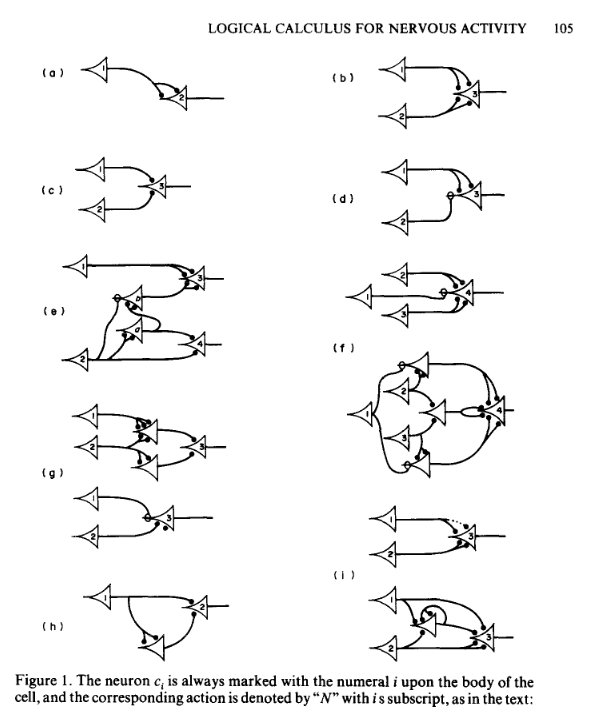 LOGICAL CALCULUS FOR NERVOUS ACTIVITY 105
(a) 1 2
(b) 1 2 3
(c) 1 2 3
(d) 1 2 3
(e) 1 2 3 b a 4
(f) 1 2 3 4
1 2 3 4
(g) 1 2 3
1 2 3
(h) 1 2
(i) 1 2 3
1 2 3
Figure 1. The neuron cᵢ is always marked with the numeral i upon the body of the
cell, and the corresponding action is denoted by “N” with i s subscript, as in the text: